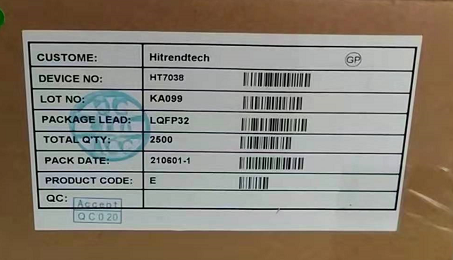 CUSTOME: Hitrendtech GP
DEVICE NO: HT7038
LOT NO: KA099
PACKAGE LEAD: LQFP32
TOTAL Q'TY: 2500
PACK DATE: 210601-1
PRODUCT CODE: E
QC:
Accept
QC020